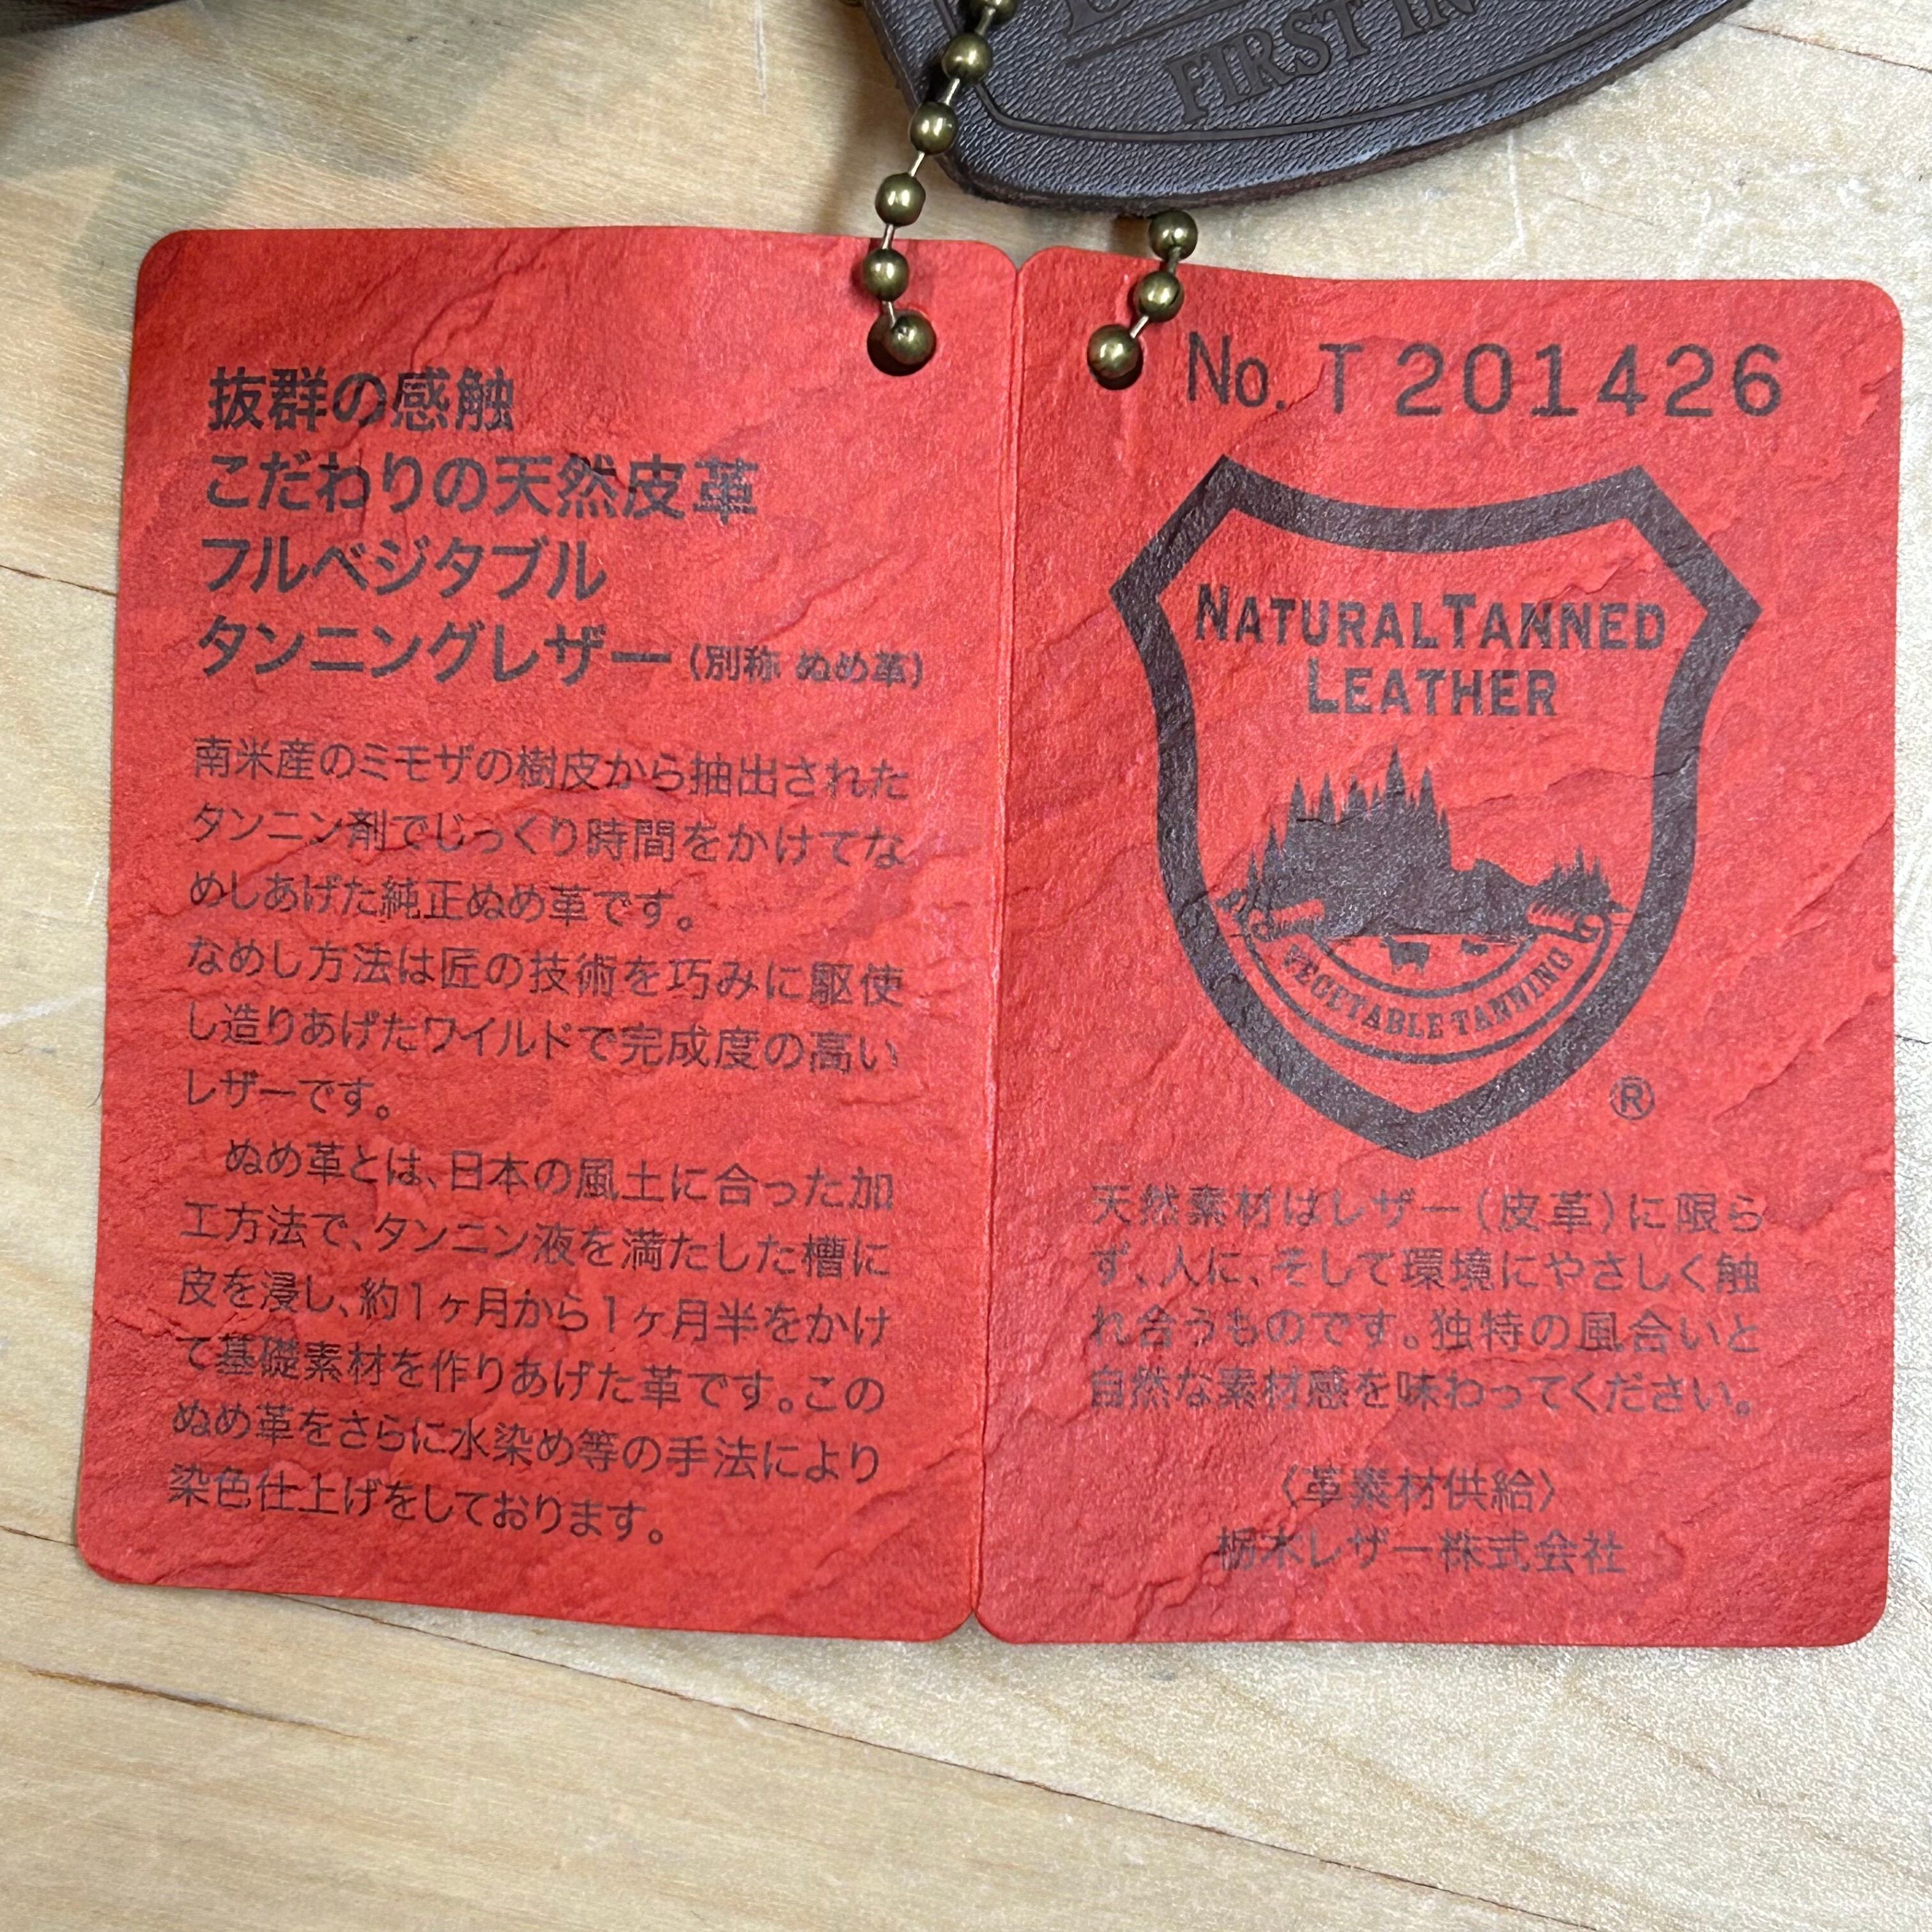 FIRST IN
抜群の感触
こだわりの天然皮革
フルベジタブル
タンニングレザー(別称 ぬめ革)
南米産のミモザの樹皮から抽出された
タンニン剤でじっくり時間をかけてな
めしあげた純正ぬめ革です。
なめし方法は匠の技術を巧みに駆使
し造りあげたワイルドで完成度の高い
レザーです。
ぬめ革とは、日本の風土に合った加
工方法で、タンニン液を満たした槽に
皮を浸し、約1ヶ月から1ヶ月半をかけ
て基礎素材を作りあげた革です。この
ぬめ革をさらに水染め等の手法により
染色仕上げをしております。
No. T 201426
NATURAL TANNED
LEATHER
VEGETABLE TANNING
®
天然素材はレザー(皮革)に限ら
ず、人に、そして環境にやさしく触
れ合うものです。独特の風合いと
自然な素材感を味わってください。
〈革素材供給〉
栃木レザー株式会社